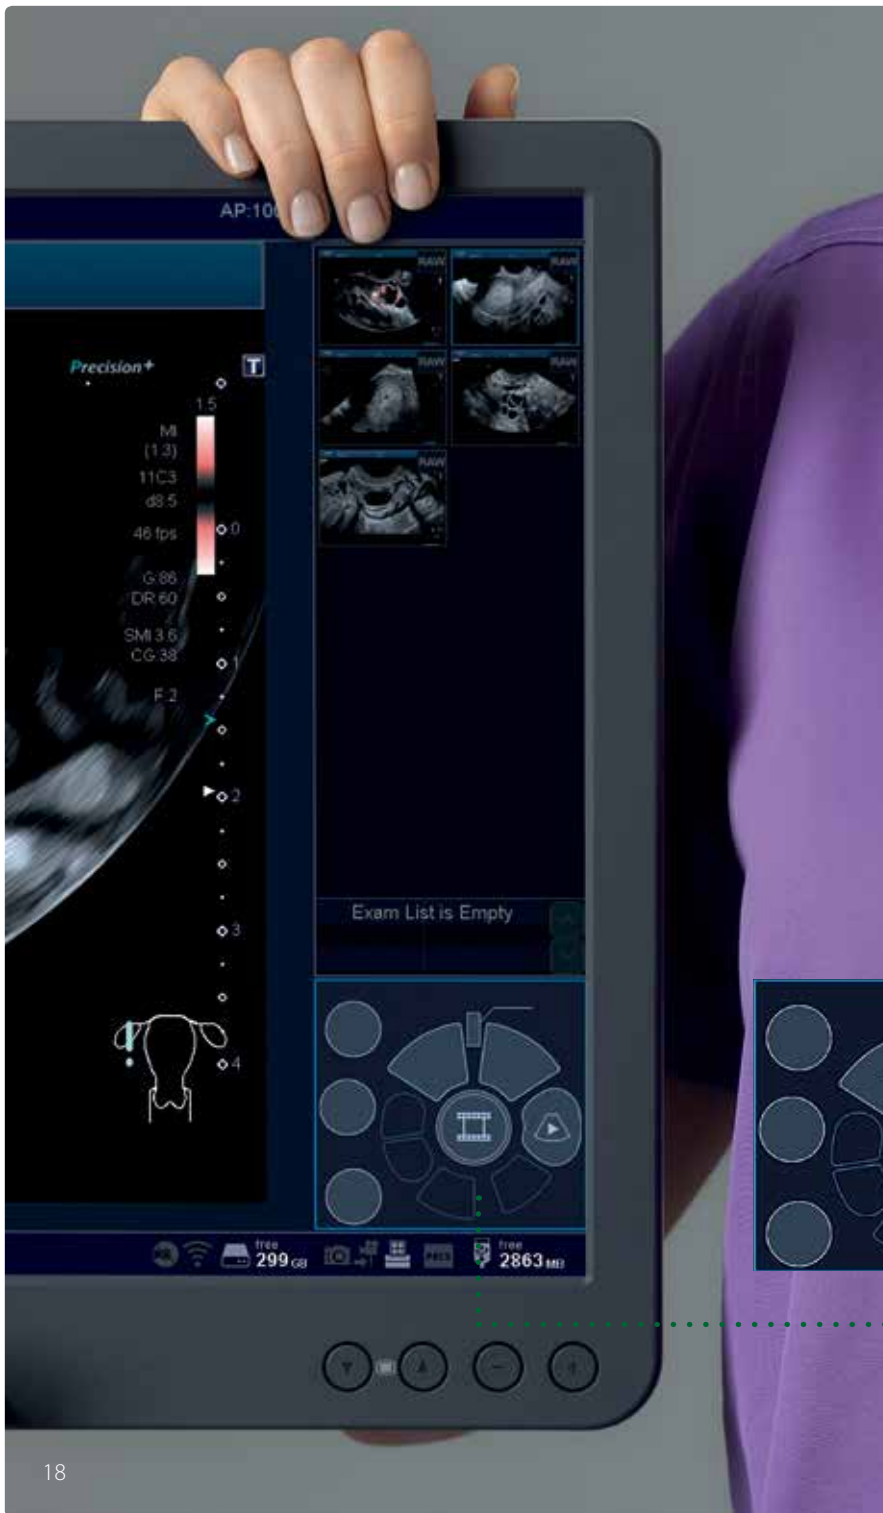 AP:100
Precision+
T
1.5
MI
(1.3)
11C3
d8.5
46 fps
G:86
DR:60
SMI 3.6
CG:38
F:2
0
1
2
3
4
RAW
RAW
RAW
RAW
RAW
Exam List is Empty
free
299 GB
PACS
free
2863 MB
18